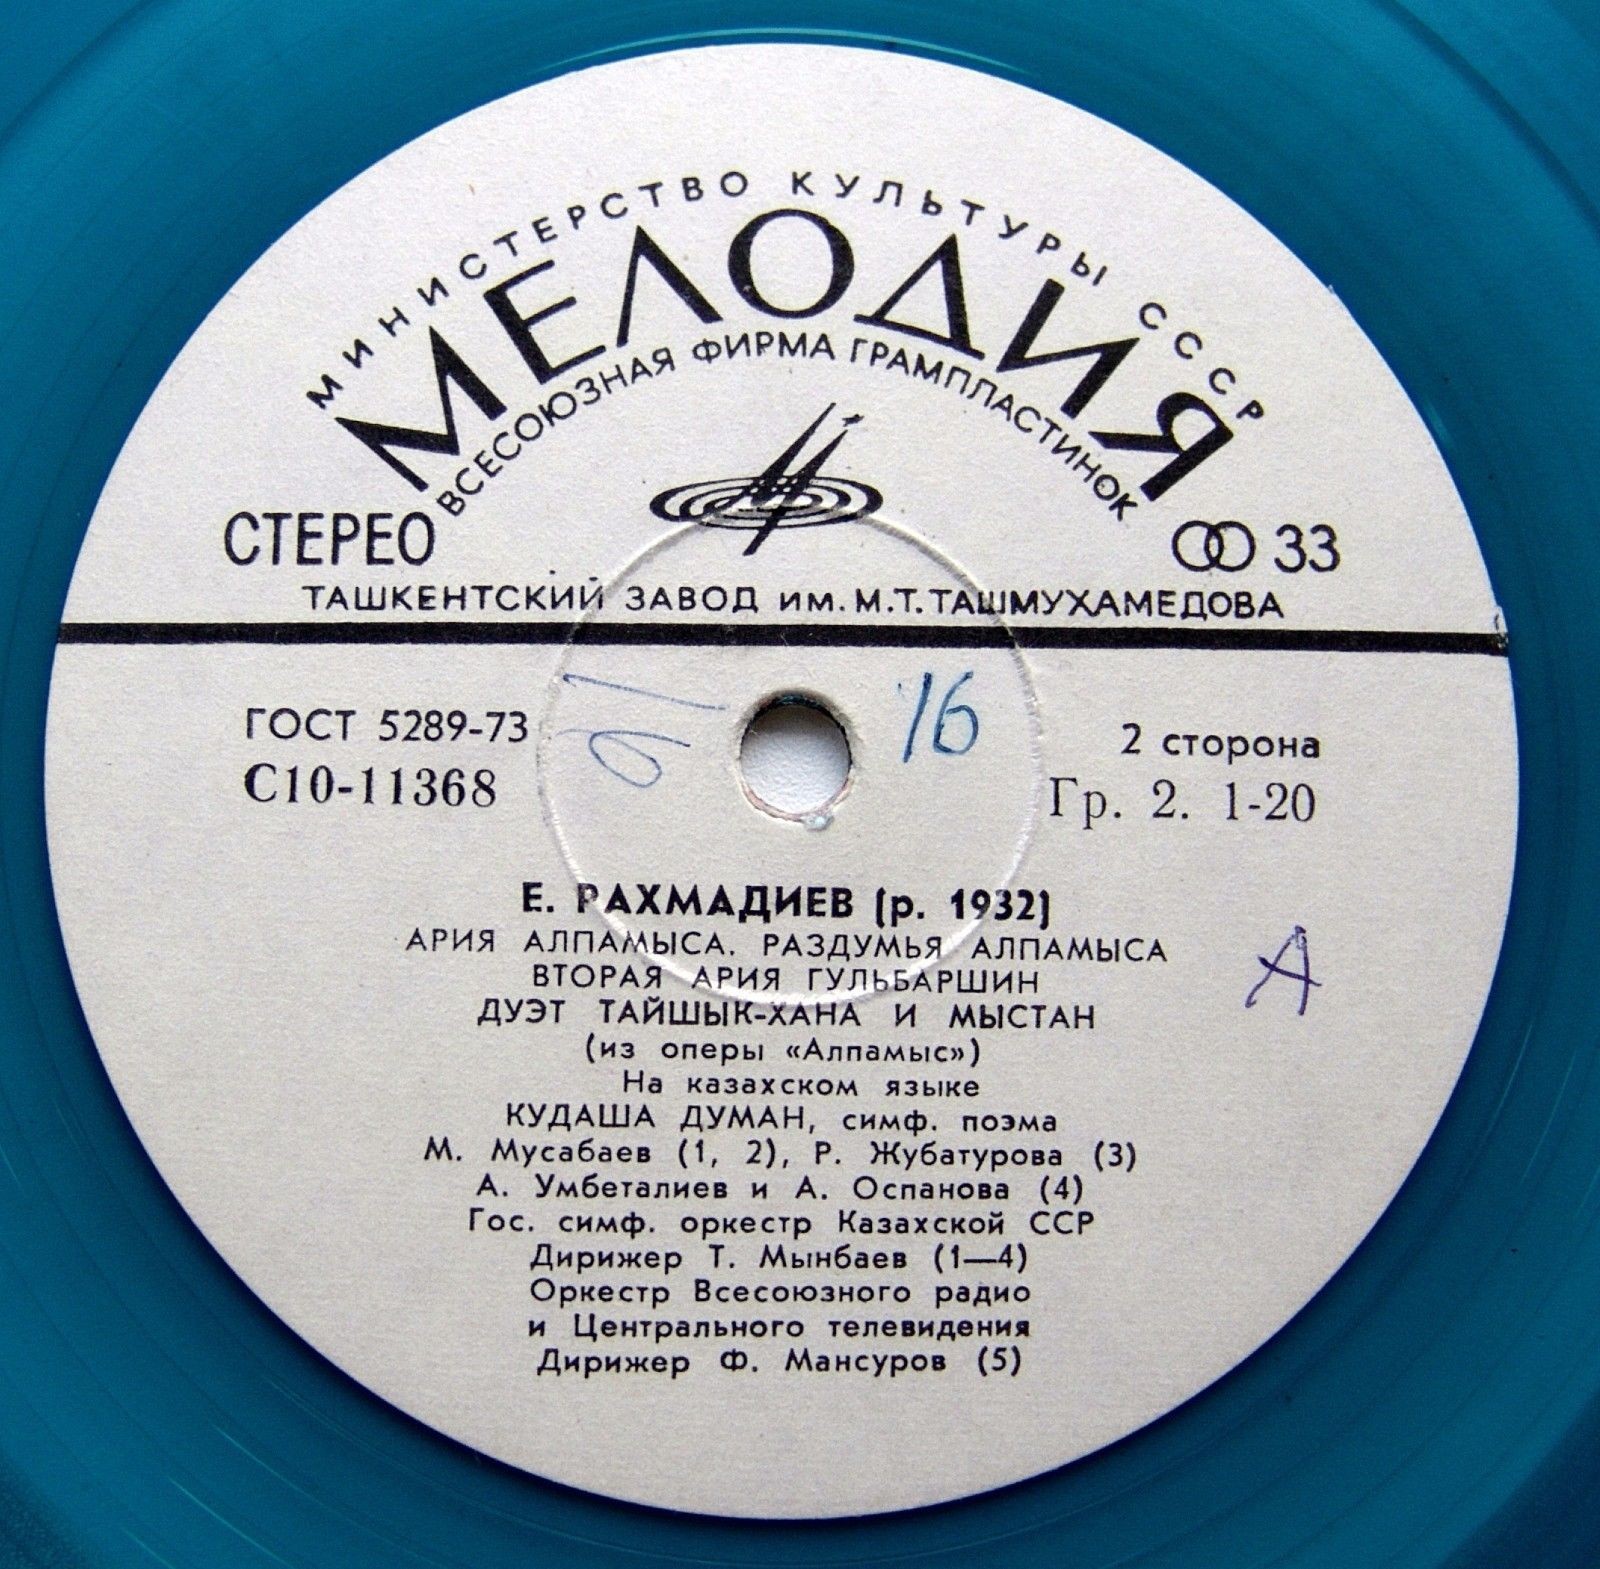 МИНИСТЕРСТВО КУЛЬТУРЫ СССР
МЕЛОДИЯ
ВСЕСОЮЗНАЯ ФИРМА ГРАМПЛАСТИНОК
СТЕРЕО
33
ТАШКЕНТСКИЙ ЗАВОД ИМ. М.Т. ТАШМУХАМЕДОВА
16
91
ГОСТ 5289-73
2 сторона
С10-11368
Гр. 2. 1-20
Е. РАХМАДИЕВ (р. 1932)
АРИЯ АЛПАМЫСА. РАЗДУМЬЯ АЛПАМЫСА
ВТОРАЯ АРИЯ ГУЛЬБАРШИН
А
ДУЭТ ТАЙШЫК-ХАНА И МЫСТАН
(из оперы «Алпамыс»)
На казахском языке
КУДАША ДУМАН, симф. поэма
М. Мусабаев (1, 2), Р. Жубатурова (3)
А. Умбеталиев и А. Оспанова (4)
Гос. симф. оркестр Казахской ССР
Дирижер Т. Мынбаев (1—4)
Оркестр Всесоюзного радио
и Центрального телевидения
Дирижер Ф. Мансуров (5)